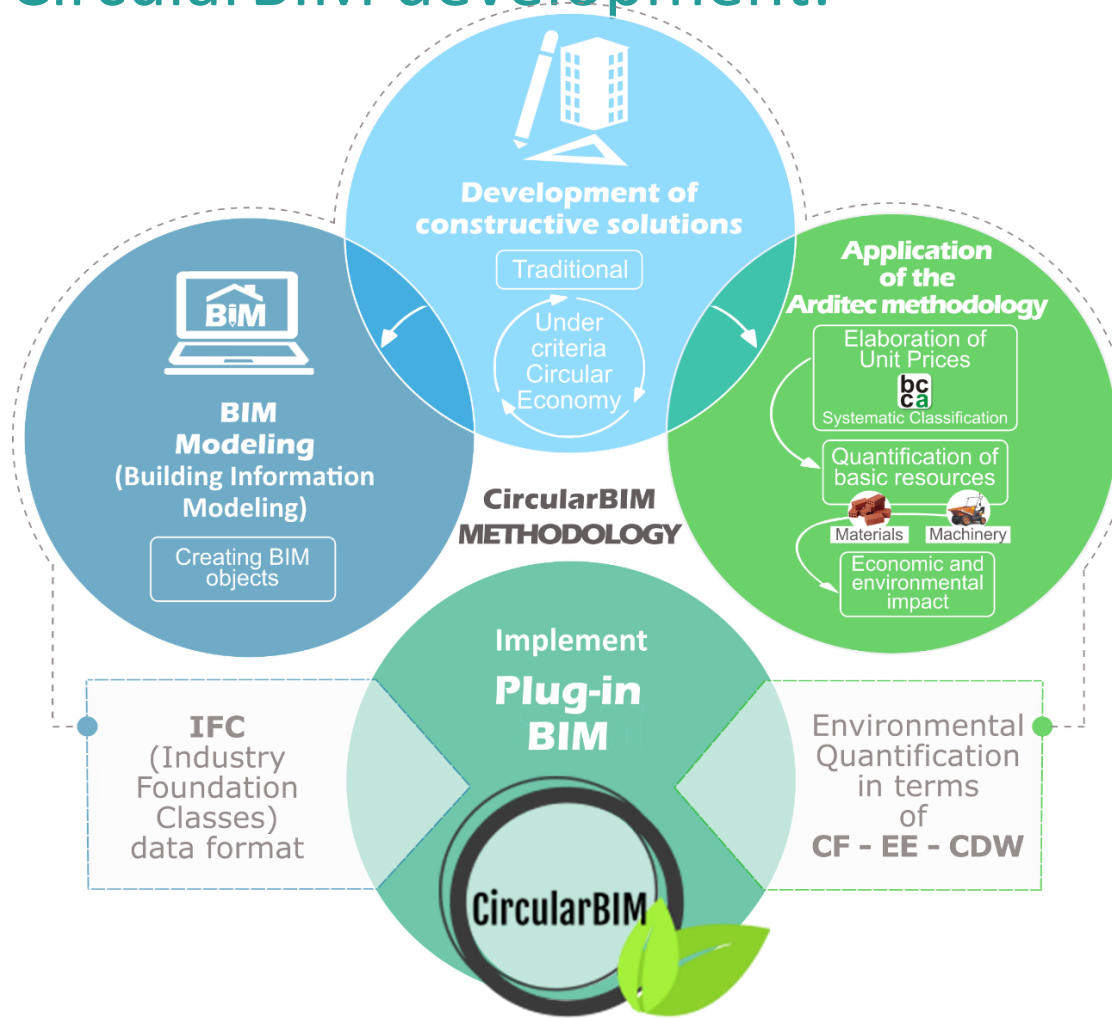 CircularBIM development:
Development of
constructive solutions
Traditional
Under
criteria
Circular
Economy
BiM
BIM
Modeling
(Building Information
Modeling)
Creating BIM
objects
Application
of the
Arditec methodology
Elaboration of
Unit Prices
bc
ca
Systematic Classification
Quantification of
basic resources
Materials
Machinery
Economic and
environmental
impact
CircularBIM
METHODOLOGY
Implement
Plug-in
BIM
IFC
(Industry
Foundation
Classes)
data format
Environmental
Quantification
in terms
of
CF - EE - CDW
CircularBIM